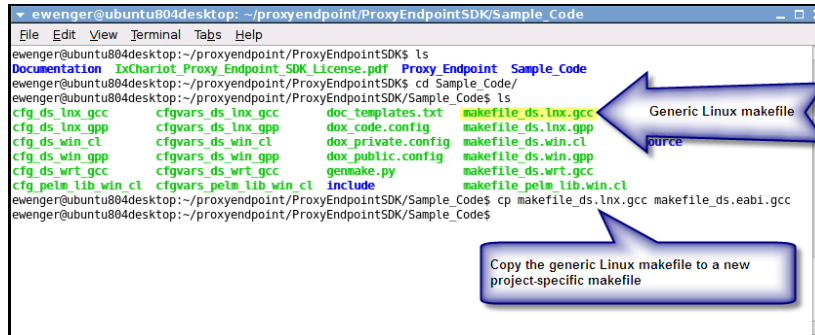 ewenger@ubuntu804desktop: ~/proxyendpoint/ProxyEndpointSDK/Sample_Code
File Edit View Terminal Tabs Help
ewenger@ubuntu804desktop:~/proxyendpoint/ProxyEndpointSDK$ ls
Documentation IxChariot_Proxy_Endpoint_SDK_License.pdf Proxy_Endpoint Sample_Code
ewenger@ubuntu804desktop:~/proxyendpoint/ProxyEndpointSDK$ cd Sample_Code/
ewenger@ubuntu804desktop:~/proxyendpoint/ProxyEndpointSDK/Sample_Code$ ls
cfg_ds_lnx_gcc cfgvars_ds_lnx_gcc doc_templates.txt makefile_ds.lnx.gcc
Generic Linux makefile
cfg_ds_lnx_gpp cfgvars_ds_lnx_gpp dox_code.config makefile_ds.lnx.gpp
cfg_ds_win_cl cfgvars_ds_win_cl dox_private.config makefile_ds.win.cl ource
cfg_ds_win_gpp cfgvars_ds_win_gpp dox_public.config makefile_ds.win.gpp
cfg_ds_wrt_gcc cfgvars_ds_wrt_gcc genmake.py makefile_ds.wrt.gcc
cfg_pelm_lib_win_cl cfgvars_pelm_lib_win_cl include makefile_pelm_lib.win.cl
ewenger@ubuntu804desktop:~/proxyendpoint/ProxyEndpointSDK/Sample_Code$ cp makefile_ds.lnx.gcc makefile_ds.eabi.gcc
ewenger@ubuntu804desktop:~/proxyendpoint/ProxyEndpointSDK/Sample_Code$
Copy the generic Linux makefile to a new
project-specific makefile